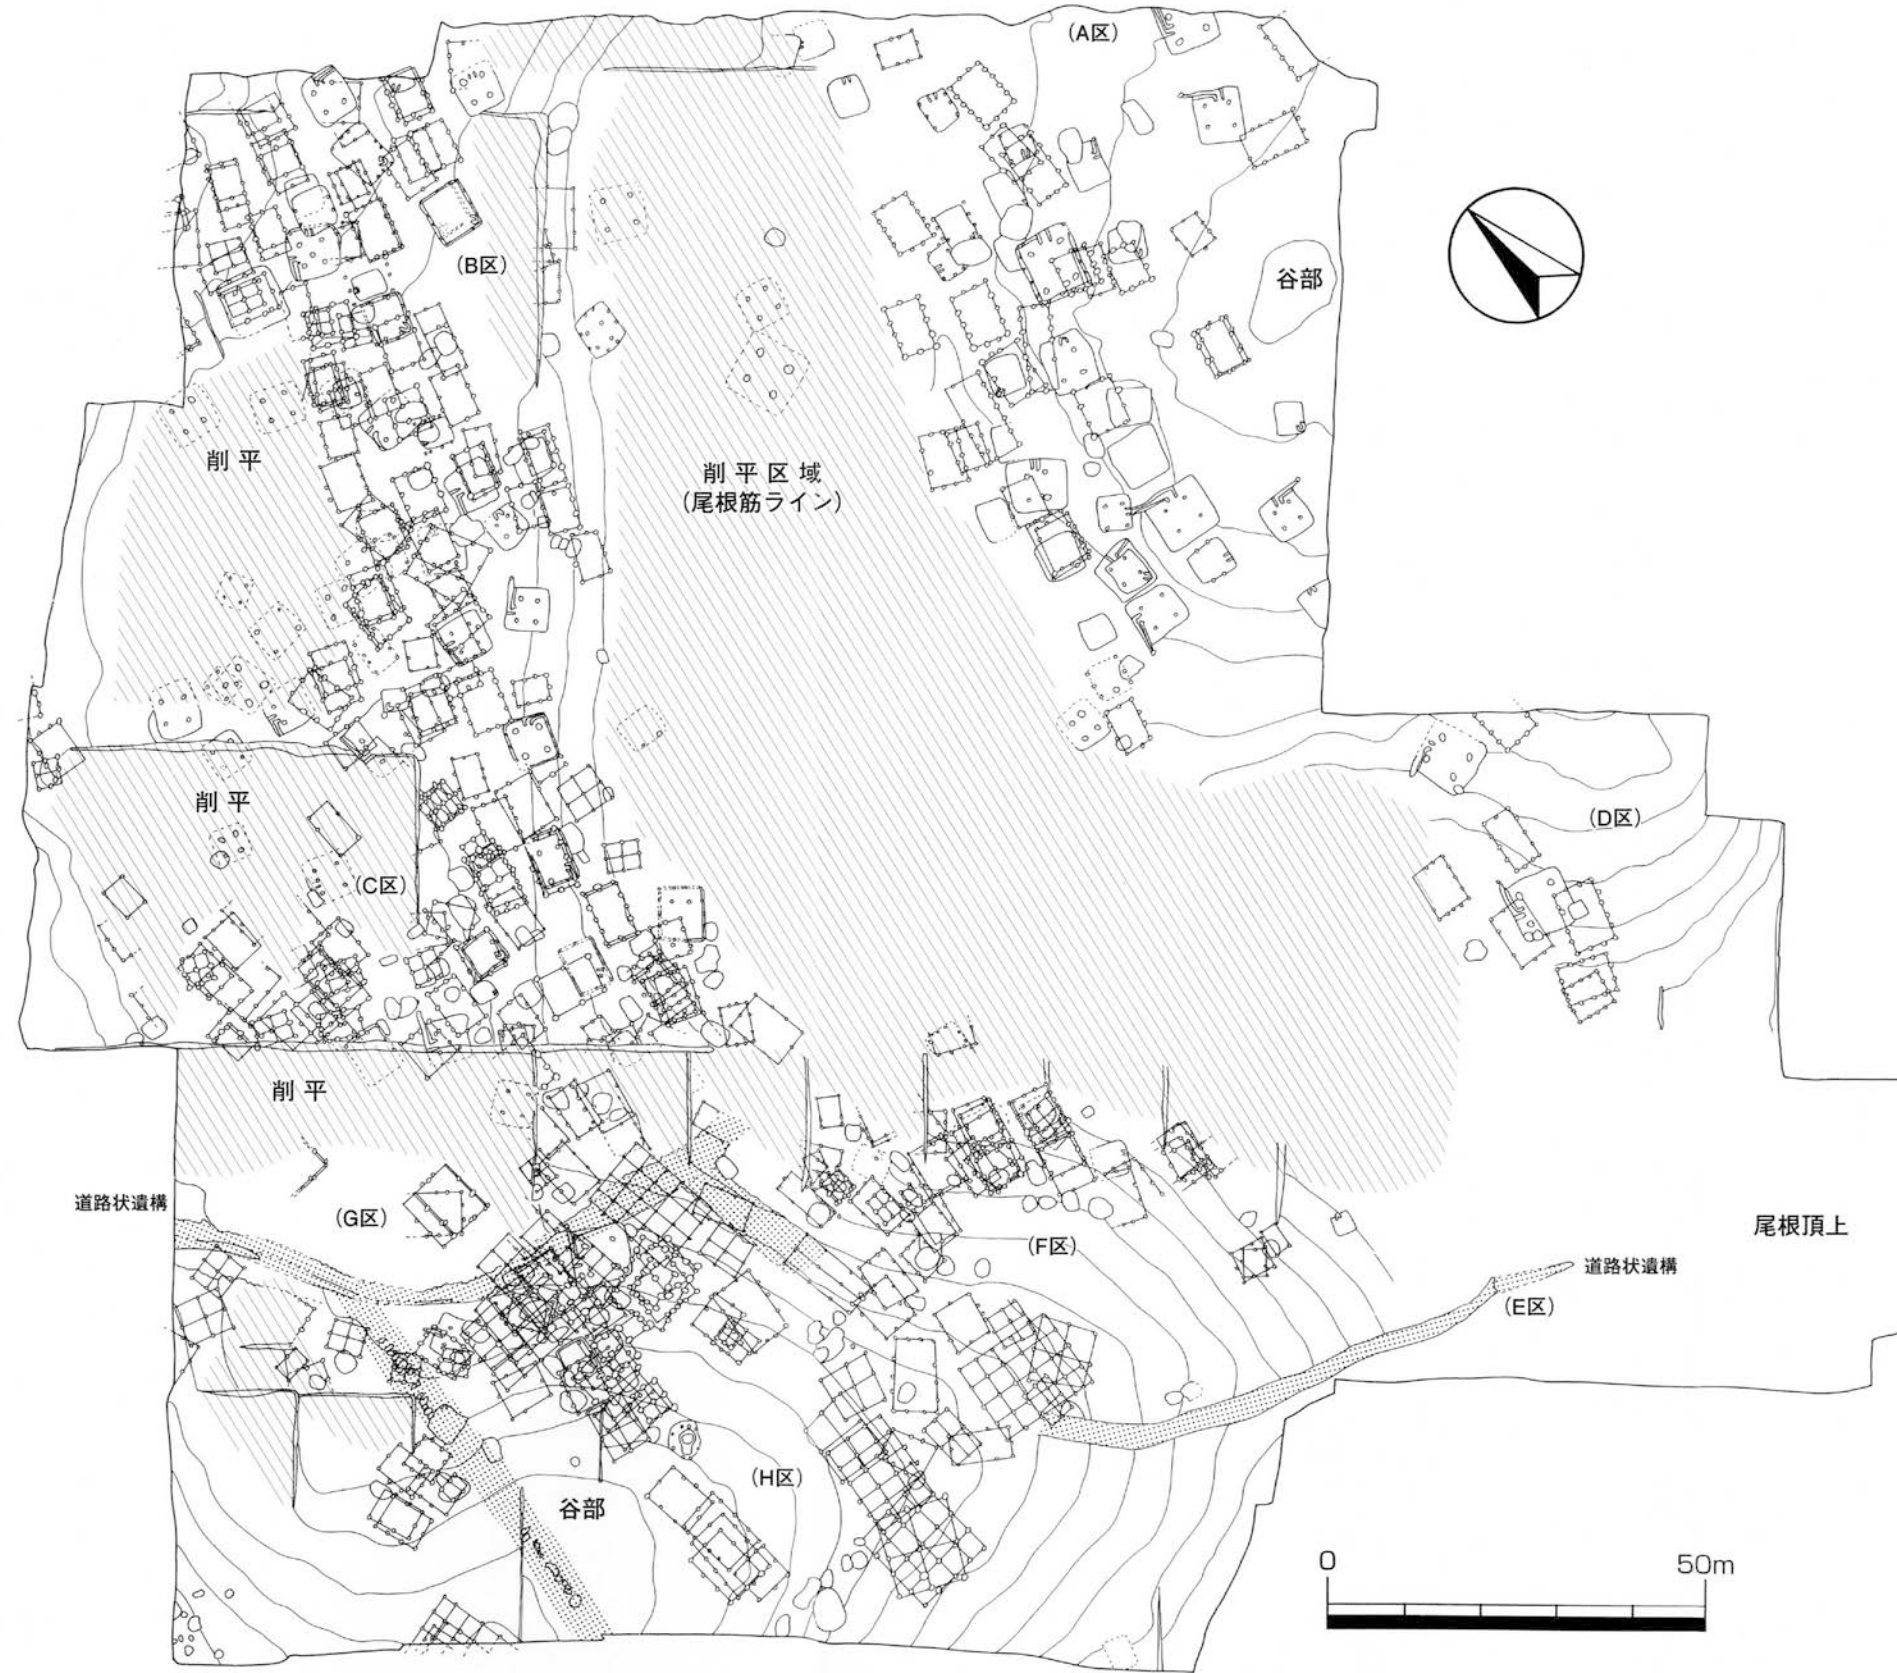 (A区)
(B区)
谷部
削平
削平区域
(尾根筋ライン)
削平
(D区)
(C区)
削平
道路状遺構
(G区)
尾根頂上
(F区)
道路状遺構
(E区)
(H区)
谷部
0 50m